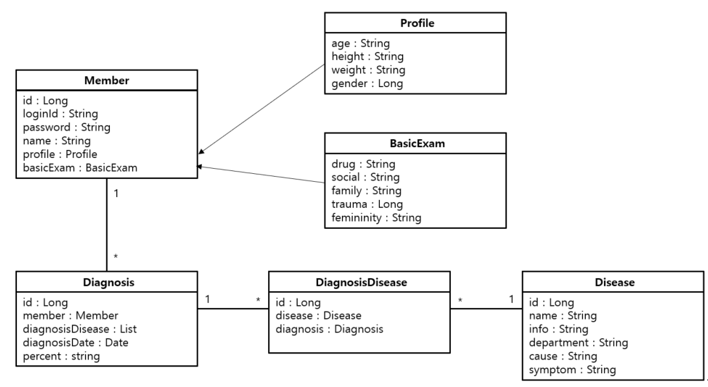 Profile
age : String
height : String
weight : String
gender : Long
Member
id : Long
loginId : String
password : String
name : String
profile : Profile
basicExam : BasicExam
BasicExam
drug : String
social : String
family : String
trauma : Long
femininity : String
1
*
Diagnosis
id : Long
member : Member
diagnosisDisease : List
diagnosisDate : Date
percent : string
1
*
DiagnosisDisease
id : Long
disease : Disease
diagnosis : Diagnosis
*
1
Disease
id : Long
name : String
info : String
department : String
cause : String
symptom : String